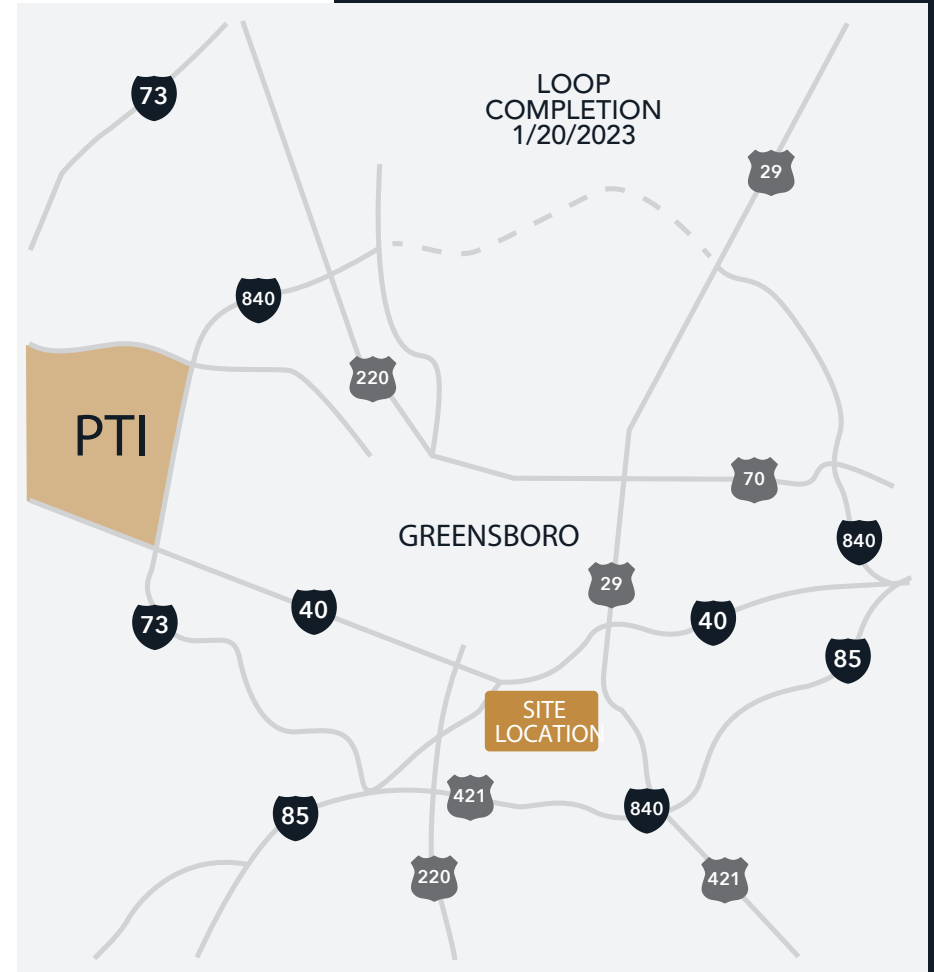 73
LOOP
COMPLETION
1/20/2023
29
840
220
PTI
70
GREENSBORO
840
29
40
40
73
85
SITE
LOCATION
421
85
840
220
421